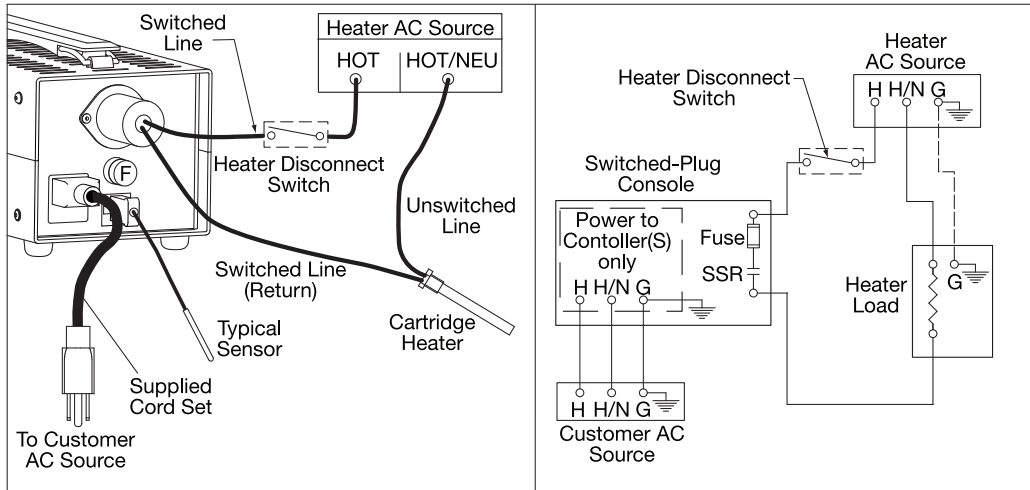 Switched
Line
Heater AC Source
HOT
HOT/NEU
F
Heater Disconnect
Switch
Unswitched
Line
Switched Line
(Return)
Typical
Sensor
Cartridge
Heater
Supplied
Cord Set
To Customer
AC Source
Heater
AC Source
H H/N G
Heater Disconnect
Switch
Switched-Plug
Console
Power to
Contoller(S)
only
H H/N G
Fuse
SSR
Heater
Load
G
H H/N G
Customer AC
Source